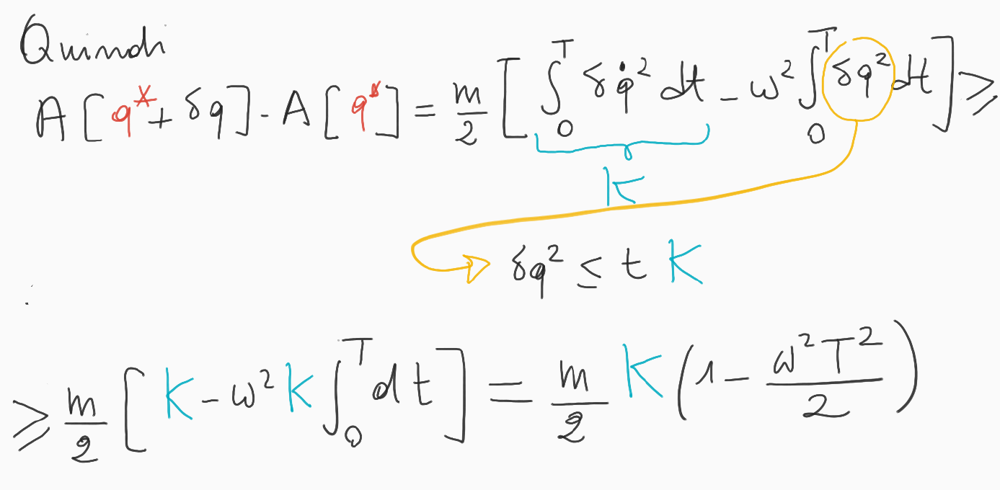 Quindi
A[q* + δq] - A[q*] = m/2 [ ∫₀ᵀ δq̇² dt - ω² ∫₀ᵀ δq² dt ] ⩾
K
δq² ≤ t K
⩾ m/2 [ K - ω² K ∫₀ᵀ dt t ] = m/2 K (1 - ω²T²/2)